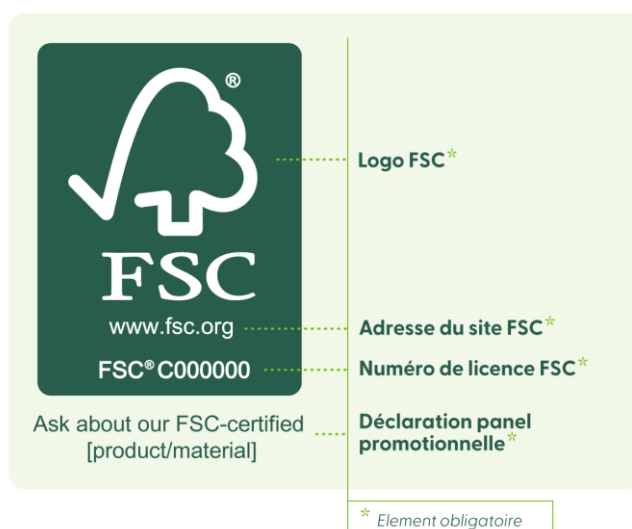 ®
FSC
www.fsc.org
FSC® C000000
Ask about our FSC-certified
[product/material]
Logo FSC*
Adresse du site FSC*
Numéro de licence FSC*
Déclaration panel
promotionnelle*
* Element obligatoire